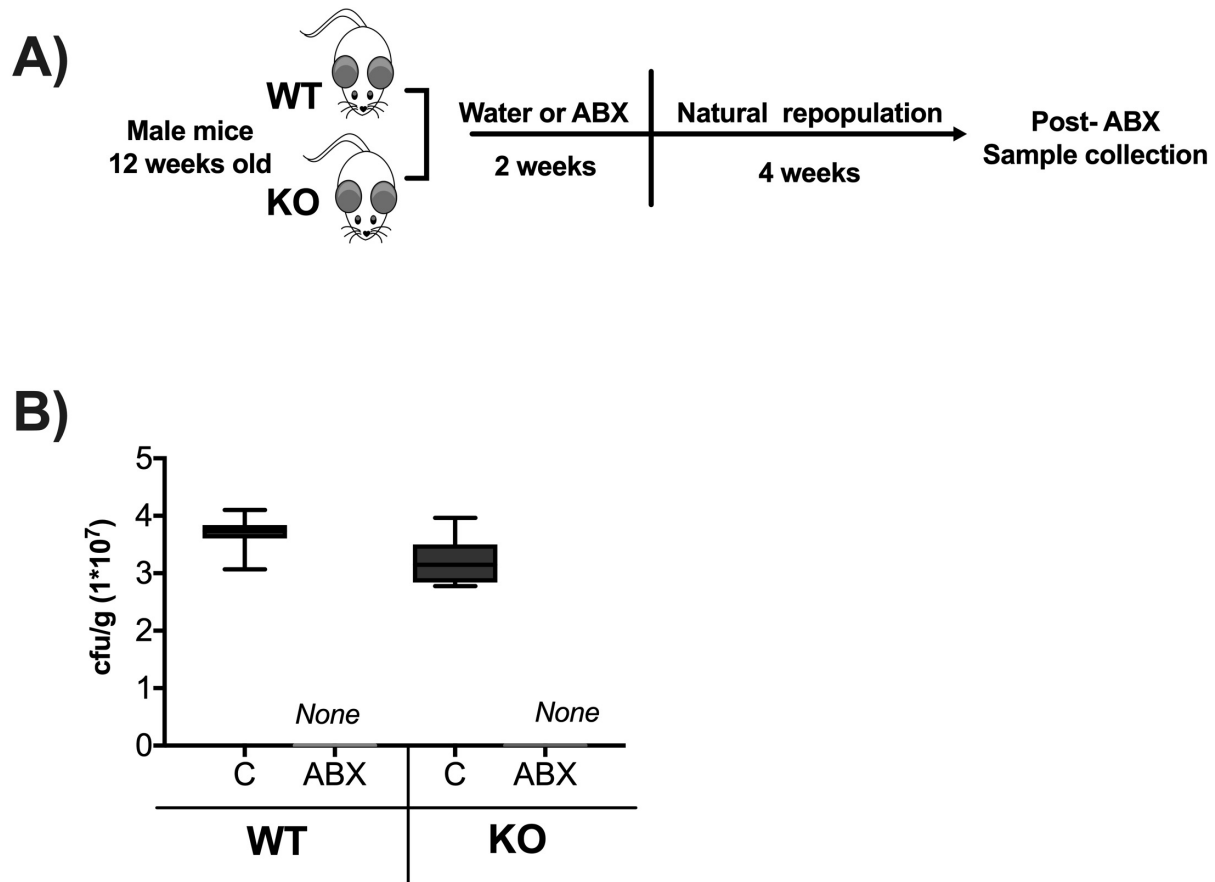 A)
WT
Male mice
12 weeks old
KO
Water or ABX
2 weeks
Natural repopulation
4 weeks
Post- ABX
Sample collection
B)
cfu/g (1*10⁷)
5
4
3
2
1
0
None
None
C
ABX
C
ABX
WT
KO